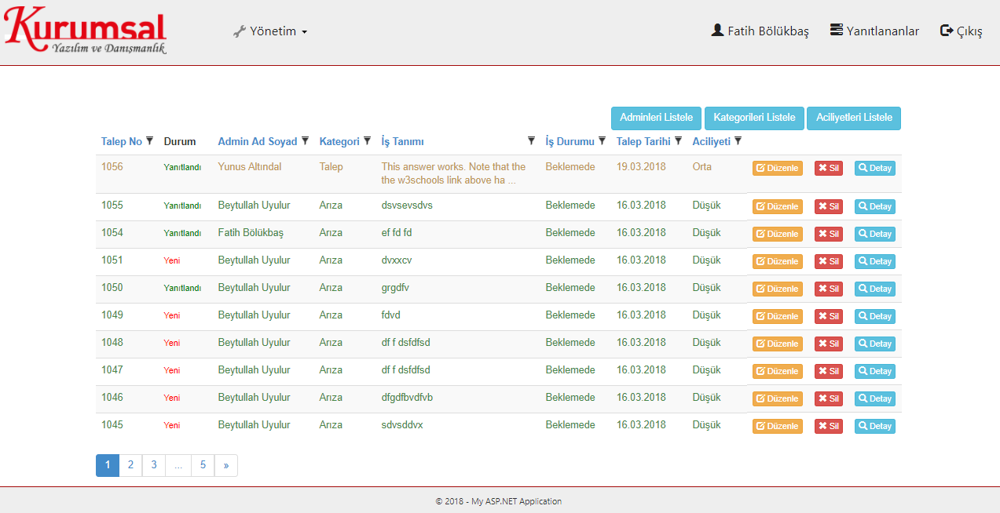 Kurumsal
Yazılım ve Danışmanlık
Yönetim
Fatih Bölükbaş
Yanıtlananlar
Çıkış
Adminleri Listele Kategorileri Listele Aciliyetleri Listele
Talep No Durum Admin Ad Soyad Kategori İş Tanımı İş Durumu Talep Tarihi Aciliyeti
1056 Yanıtlandı Yunus Altındal Talep This answer works. Note that the Beklemede 19.03.2018 Orta Düzenle Sil Detay
the w3schools link above ha ...
1055 Yanıtlandı Beytullah Uyulur Arıza dsvsevsdvs Beklemede 16.03.2018 Düşük Düzenle Sil Detay
1054 Yanıtlandı Fatih Bölükbaş Arıza ef fd fd Beklemede 16.03.2018 Düşük Düzenle Sil Detay
1051 Yeni Beytullah Uyulur Arıza dvxxcv Beklemede 16.03.2018 Düşük Düzenle Sil Detay
1050 Yanıtlandı Beytullah Uyulur Arıza grgdfv Beklemede 16.03.2018 Düşük Düzenle Sil Detay
1049 Yeni Beytullah Uyulur Arıza fdvd Beklemede 16.03.2018 Düşük Düzenle Sil Detay
1048 Yeni Beytullah Uyulur Arıza df f dsfdfsd Beklemede 16.03.2018 Düşük Düzenle Sil Detay
1047 Yeni Beytullah Uyulur Arıza df f dsfdfsd Beklemede 16.03.2018 Düşük Düzenle Sil Detay
1046 Yeni Beytullah Uyulur Arıza dfgdfbvdfvb Beklemede 16.03.2018 Düşük Düzenle Sil Detay
1045 Yeni Beytullah Uyulur Arıza sdvsddvx Beklemede 16.03.2018 Düşük Düzenle Sil Detay
1 2 3 ... 5 »
© 2018 - My ASP.NET Application